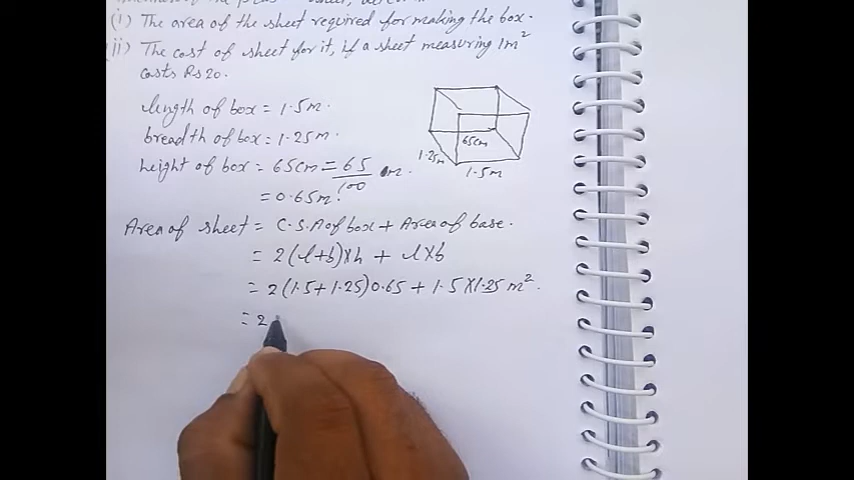 (i) The area of the sheet required for making the box.
(ii) The cost of sheet for it, if a sheet measuring 1m²
costs Rs 20.
length of box = 1.5m.
breadth of box = 1.25m.
height of box = 65cm = 65/100 m.
= 0.65m.
65cm
1.25m
1.5m
Area of sheet = C.S.A of box + Area of base.
= 2(l+b)×h + l×b
= 2(1.5+1.25)0.65 + 1.5×1.25 m².
= 2